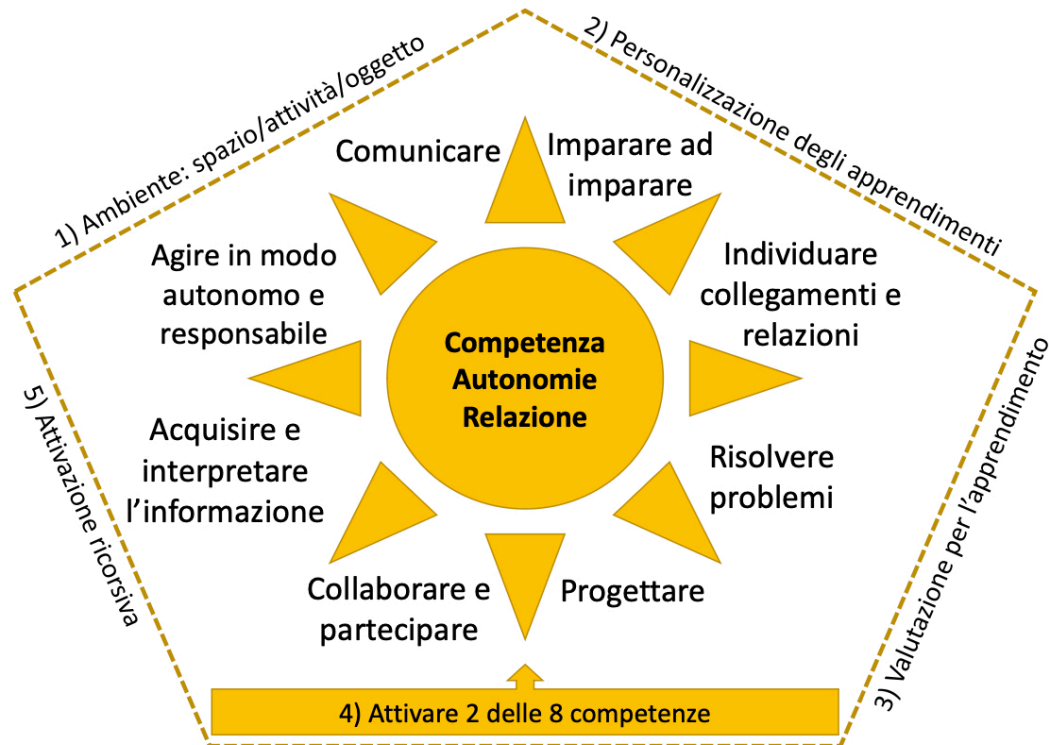 1) Ambiente: spazio/attività/oggetto
2) Personalizzazione degli apprendimenti
Comunicare
Imparare ad
imparare
Agire in modo
autonomo e
responsabile
Individuare
collegamenti e
relazioni
Competenza
Autonomie
Relazione
Acquisire e
interpretare
l’informazione
Risolvere
problemi
Collaborare e
partecipare
Progettare
3) Valutazione per l’apprendimento
4) Attivare 2 delle 8 competenze
5) Attivazione ricorsiva